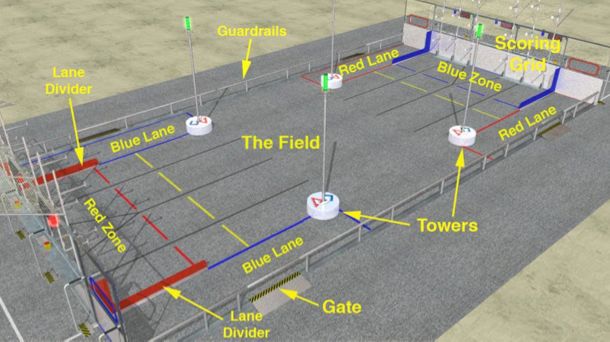 Guardrails
Scoring
Grid
Red Lane
Lane
Divider
Blue Zone
Blue Lane
Red Lane
The Field
Red Zone
Towers
Blue Lane
Gate
Lane
Divider